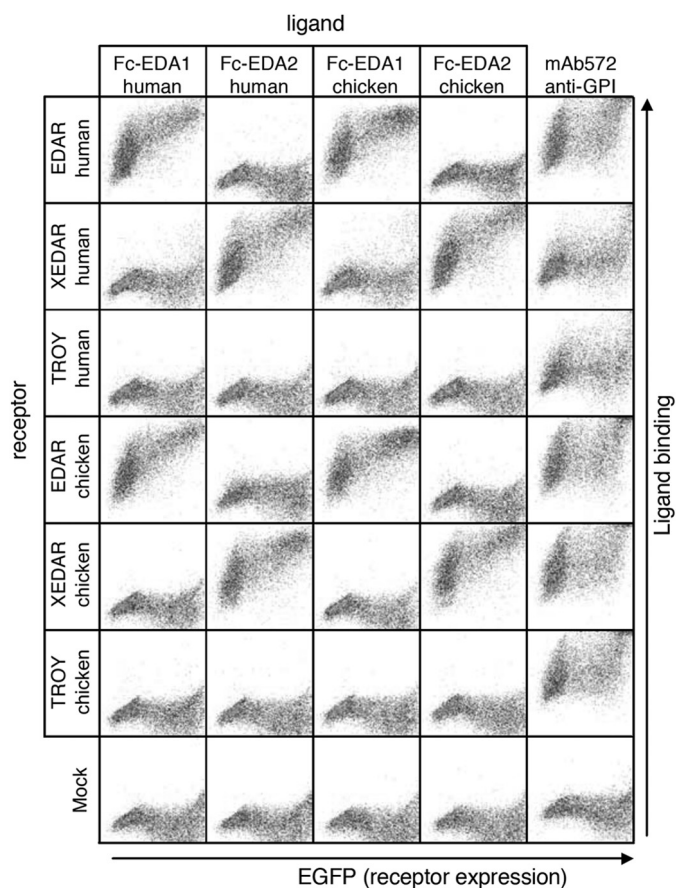 ligand
Fc-EDA1
human
Fc-EDA2
human
Fc-EDA1
chicken
Fc-EDA2
chicken
mAb572
anti-GPI
receptor
EDAR
human
XEDAR
human
TROY
human
EDAR
chicken
XEDAR
chicken
TROY
chicken
Mock
Ligand binding
EGFP (receptor expression)